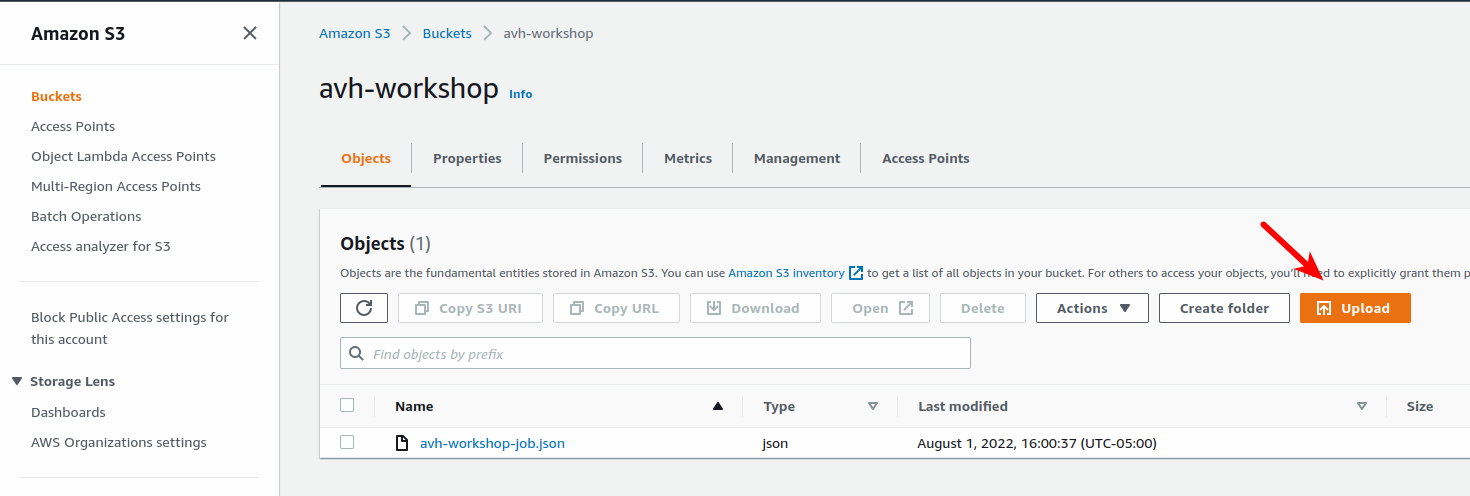 Amazon S3
Buckets
Access Points
Object Lambda Access Points
Multi-Region Access Points
Batch Operations
Access analyzer for S3
Block Public Access settings for
this account
Storage Lens
Dashboards
AWS Organizations settings
Amazon S3 Buckets avh-workshop
avh-workshop Info
Objects Properties Permissions Metrics Management Access Points
Objects (1)
Objects are the fundamental entities stored in Amazon S3. You can use Amazon S3 inventory to get a list of all objects in your bucket. For others to access your objects, you'll need to explicitly grant them p
Copy S3 URI Copy URL Download Open Delete Actions Create folder Upload
Find objects by prefix
Name Type Last modified Size
avh-workshop-job.json json August 1, 2022, 16:00:37 (UTC-05:00)